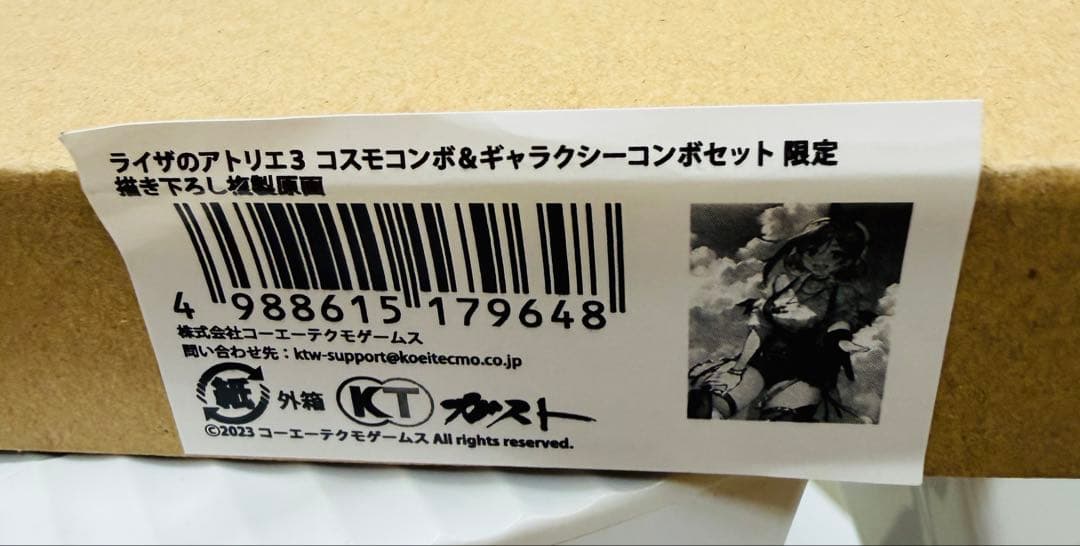 ライザのアトリエ3 コスモコンボ&ギャラクシーコンボセット 限定
描き下ろし複製原画
4 988615 179648
株式会社コーエーテクモゲームス
問い合わせ先：ktw-support@koeitecmo.co.jp
紙 外箱 KT ガスト
©2023 コーエーテクモゲームス All rights reserved.